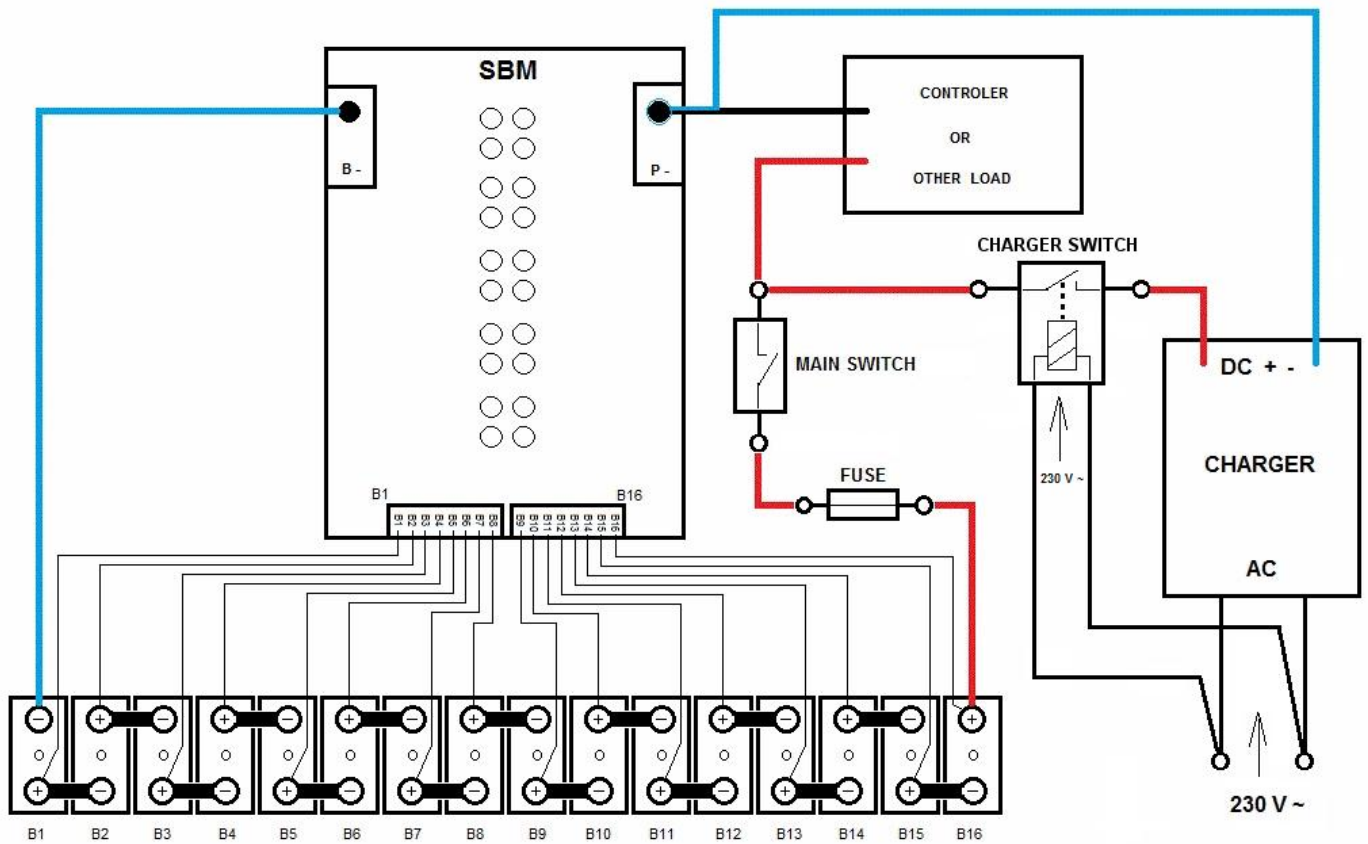 SBM
B -
P -
CONTROLER
OR
OTHER LOAD
CHARGER SWITCH
MAIN SWITCH
230 V ~
DC + -
CHARGER
AC
FUSE
B1
B16
B1 B2 B3 B4 B5 B6 B7 B8 B9 B10 B11 B12 B13 B14 B15 B16
+ -
230 V ~
B1 B2 B3 B4 B5 B6 B7 B8 B9 B10 B11 B12 B13 B14 B15 B16